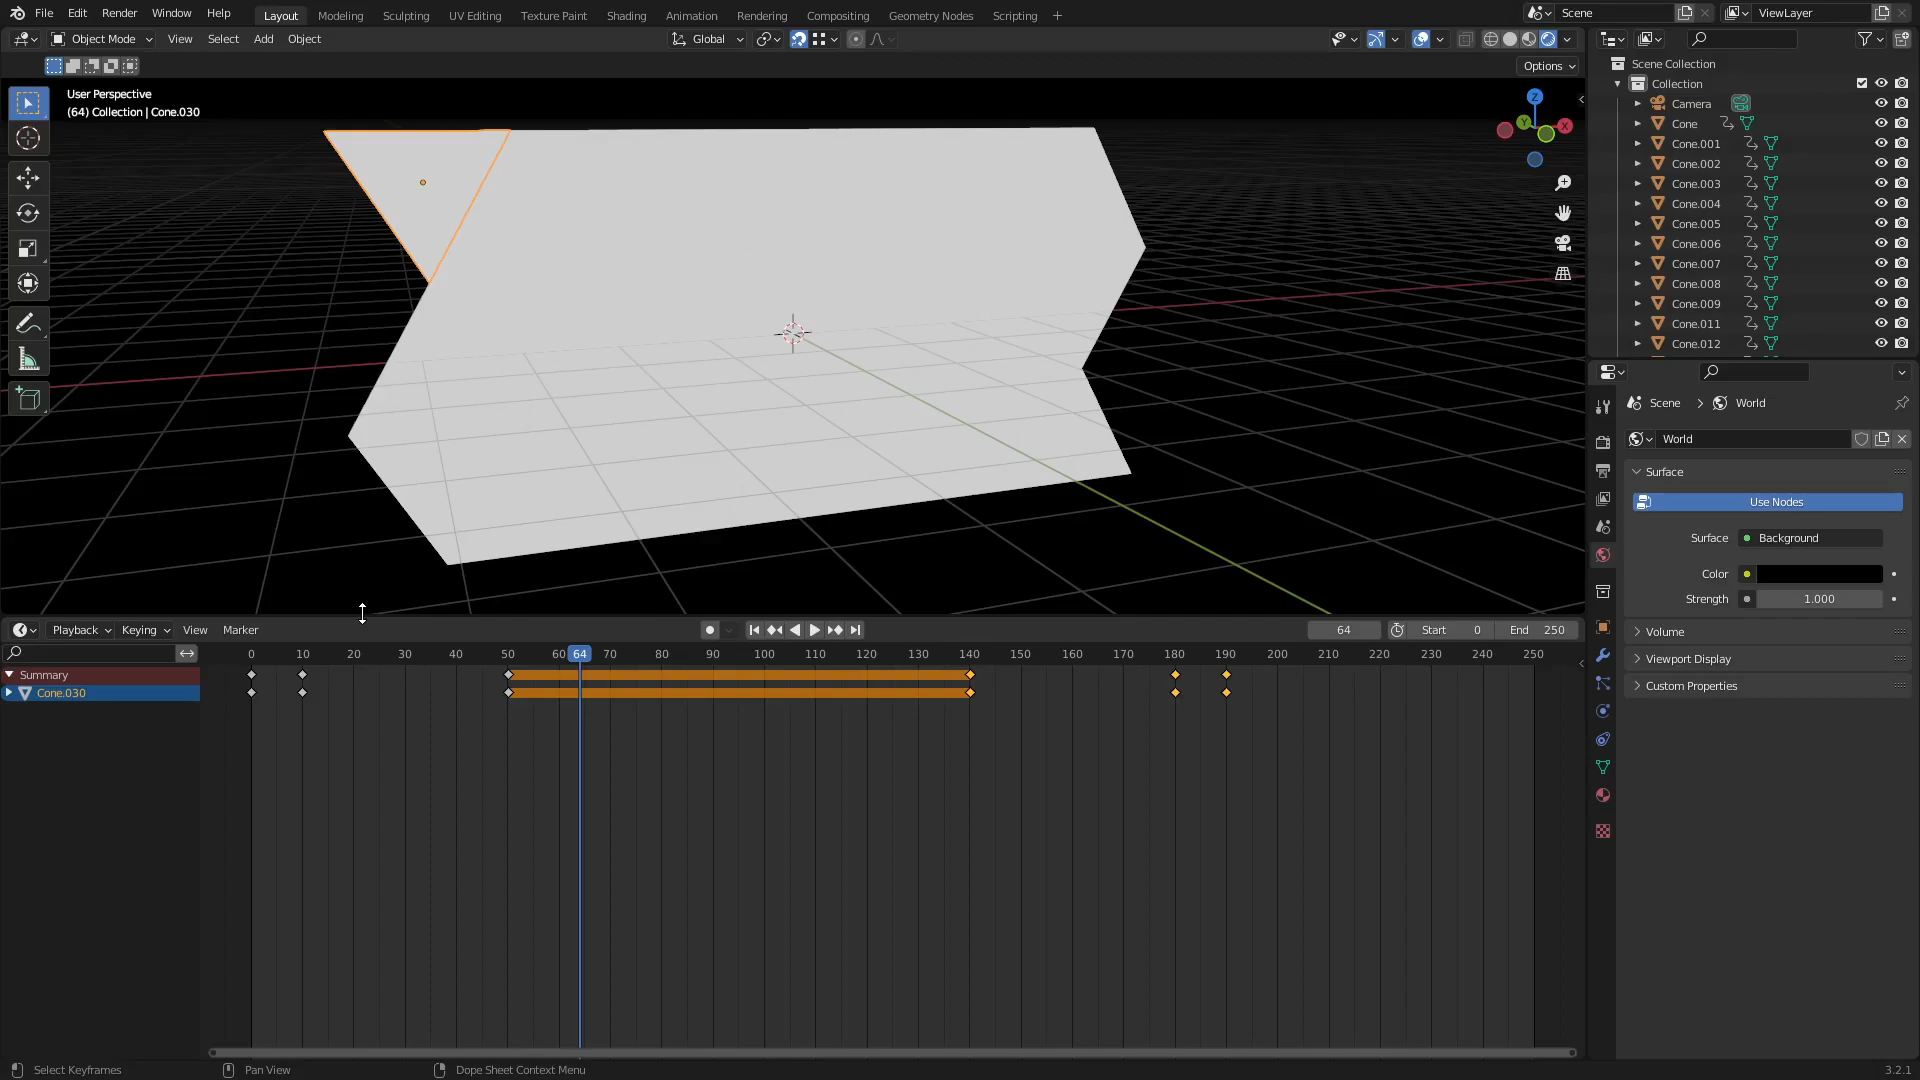 File Edit Render Window Help Layout Modeling Sculpting UV Editing Texture Paint Shading Animation Rendering Compositing Geometry Nodes Scripting + Scene ViewLayer
Object Mode View Select Add Object Global
Options
User Perspective
(64) Collection | Cone.030
Z
Y
X
Scene Collection
Collection
Camera
Cone
Cone.001
Cone.002
Cone.003
Cone.004
Cone.005
Cone.006
Cone.007
Cone.008
Cone.009
Cone.011
Cone.012
Scene > World
World
Surface
Use Nodes
Surface Background
Color
Strength 1.000
Volume
Viewport Display
Custom Properties
Playback Keying View Marker 64 Start 0 End 250
0 10 20 30 40 50 60 64 70 80 90 100 110 120 130 140 150 160 170 180 190 200 210 220 230 240 250
Summary
Cone.030
Select Keyframes Pan View Dope Sheet Context Menu 3.2.1